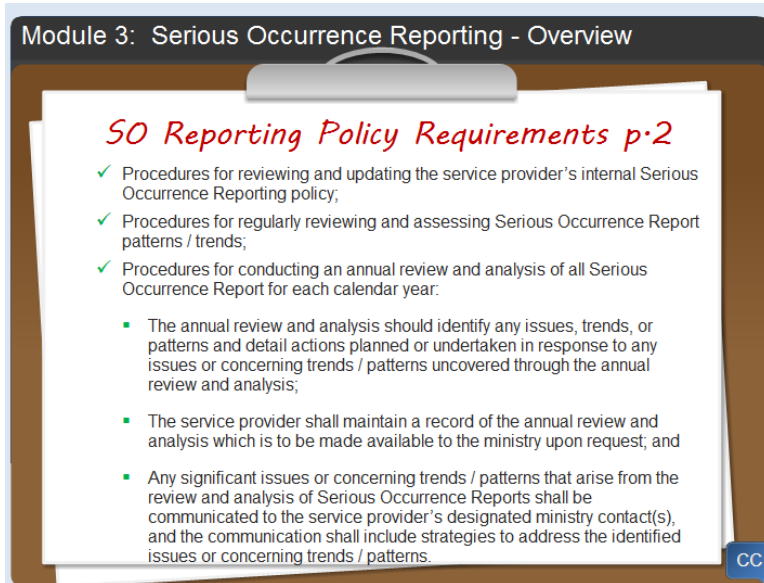 Module 3:  Serious Occurrence Reporting - Overview
SO Reporting Policy Requirements p.2
✓ Procedures for reviewing and updating the service provider's internal Serious
Occurrence Reporting policy;
✓ Procedures for regularly reviewing and assessing Serious Occurrence Report
patterns / trends;
✓ Procedures for conducting an annual review and analysis of all Serious
Occurrence Report for each calendar year:
▪ The annual review and analysis should identify any issues, trends, or
patterns and detail actions planned or undertaken in response to any
issues or concerning trends / patterns uncovered through the annual
review and analysis;
▪ The service provider shall maintain a record of the annual review and
analysis which is to be made available to the ministry upon request; and
▪ Any significant issues or concerning trends / patterns that arise from the
review and analysis of Serious Occurrence Reports shall be
communicated to the service provider's designated ministry contact(s),
and the communication shall include strategies to address the identified
issues or concerning trends / patterns.
CC